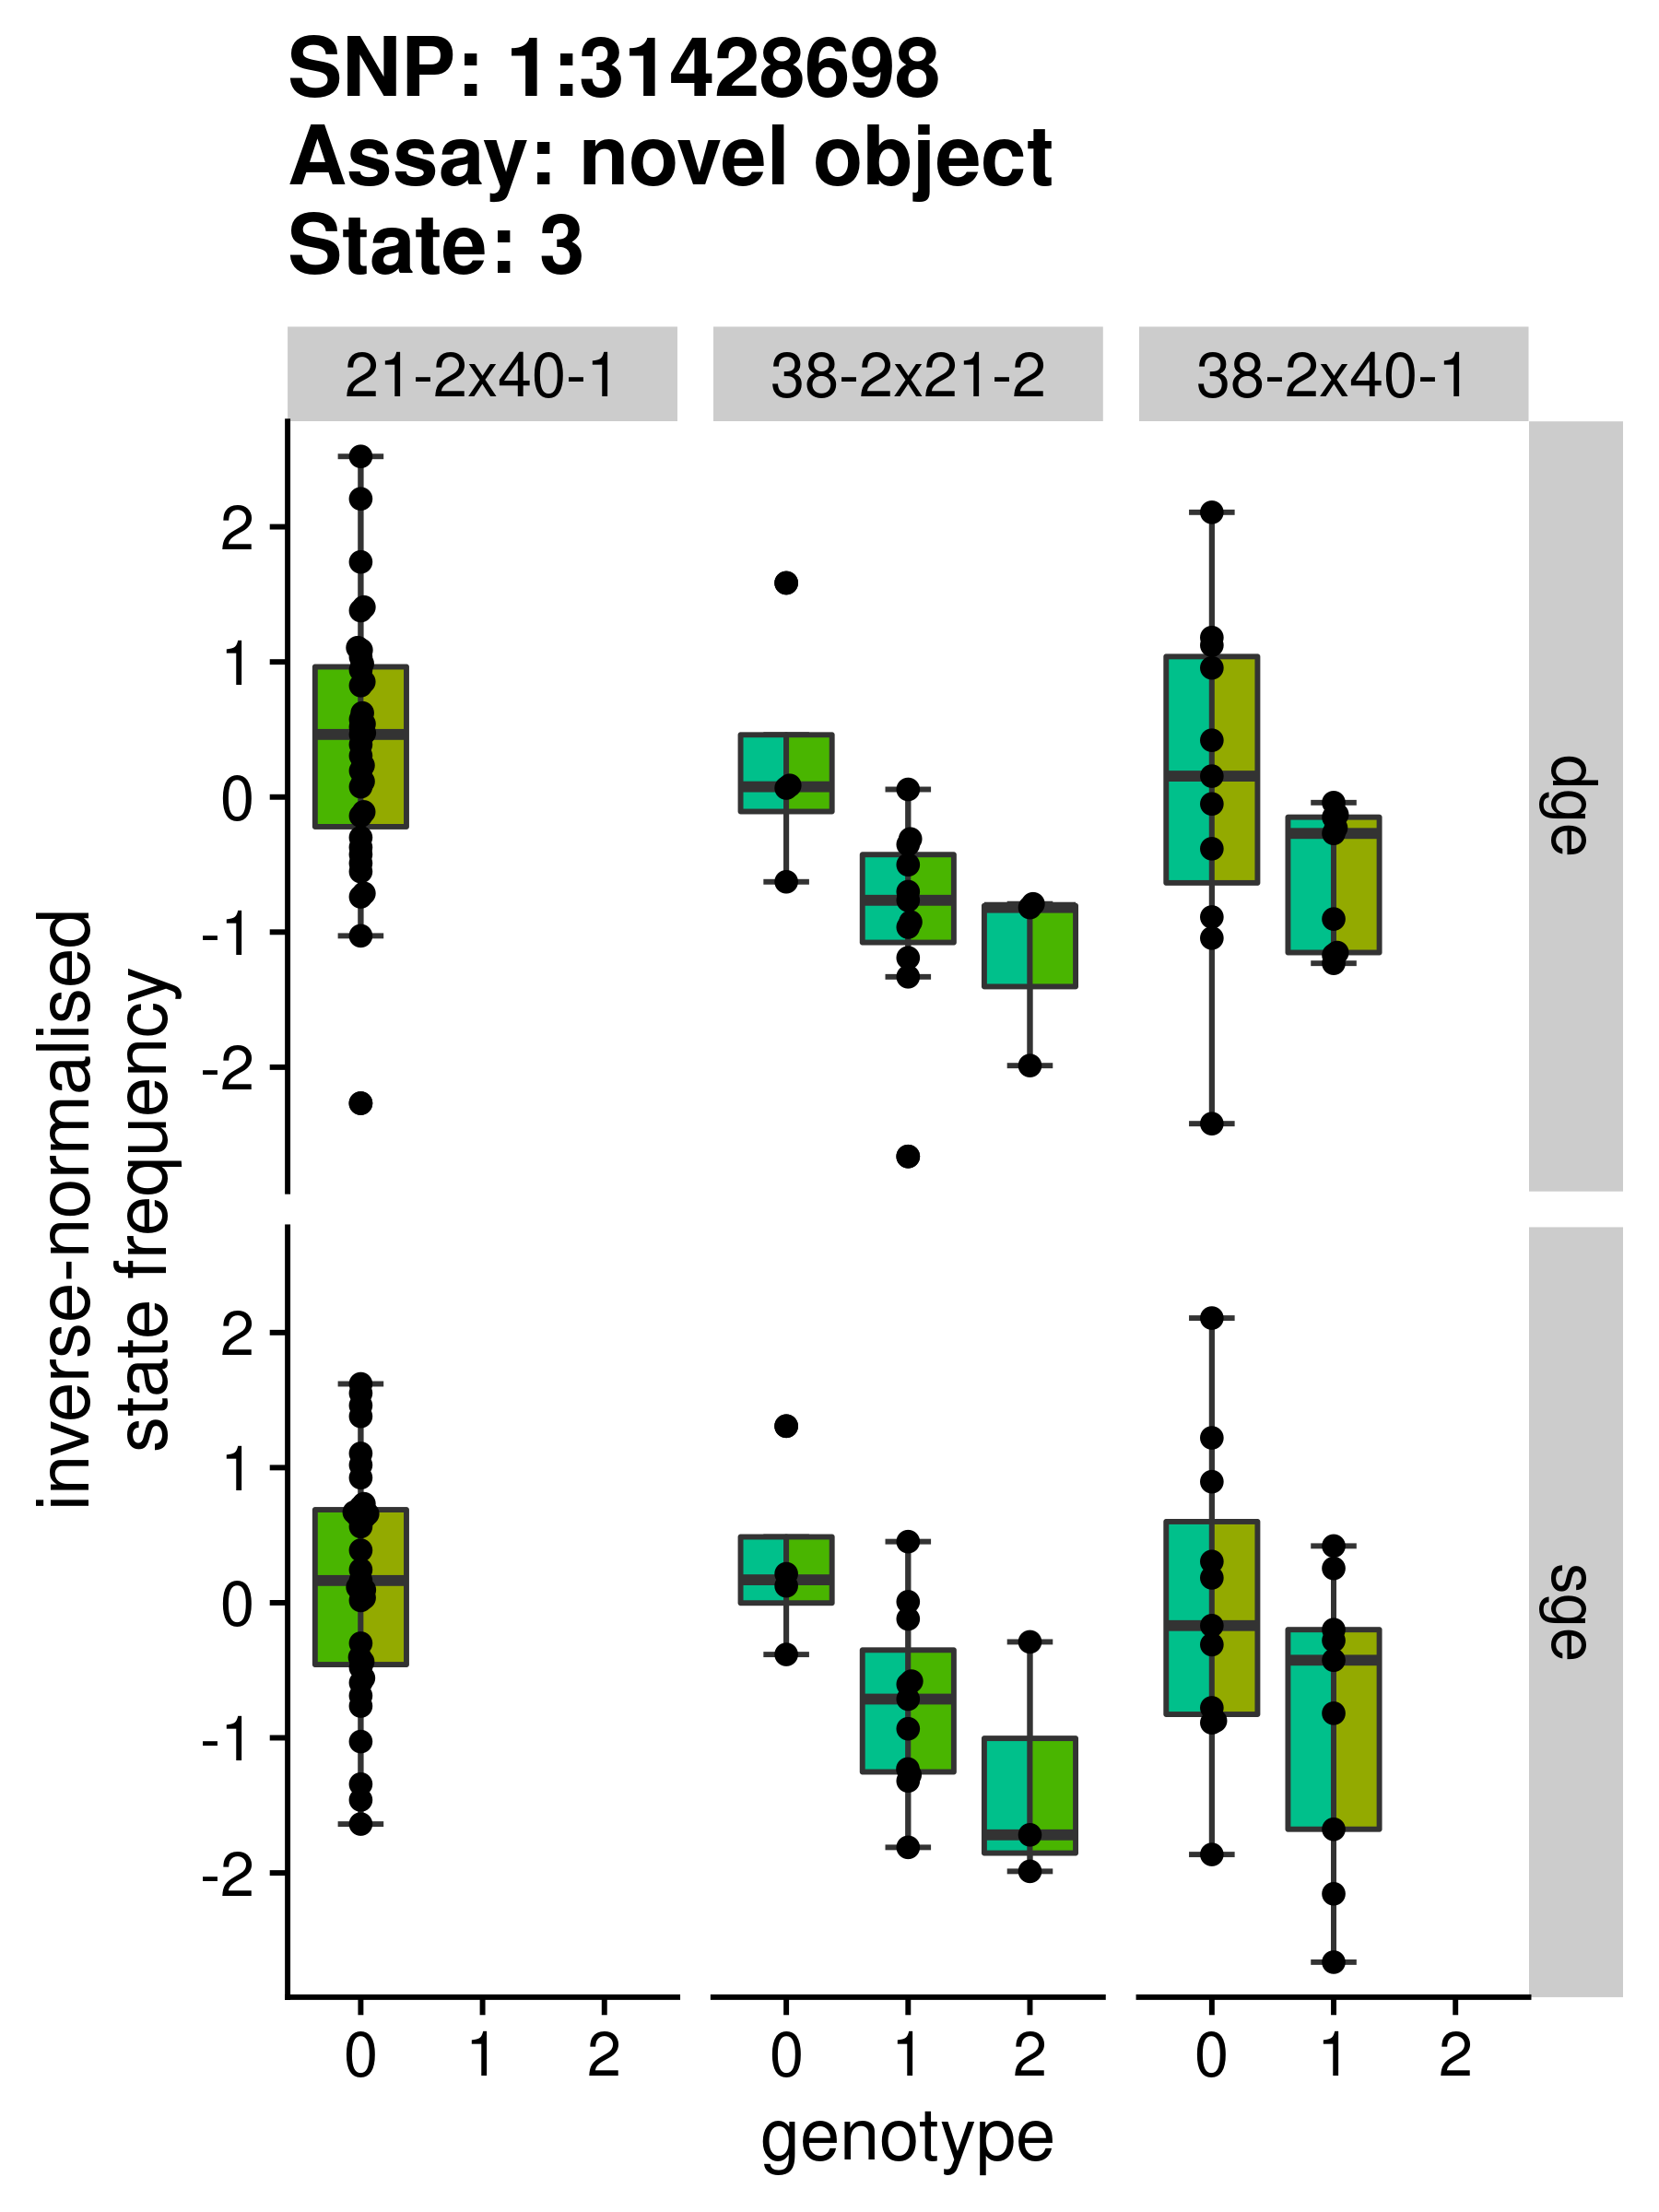 SNP: 1:31428698
Assay: novel object
State: 3
21-2x40-1
38-2x21-2
38-2x40-1
2
1
0
-1
-2
dge
2
1
0
-1
-2
sge
inverse-normalised
state frequency
0 1 2
0 1 2
0 1 2
genotype